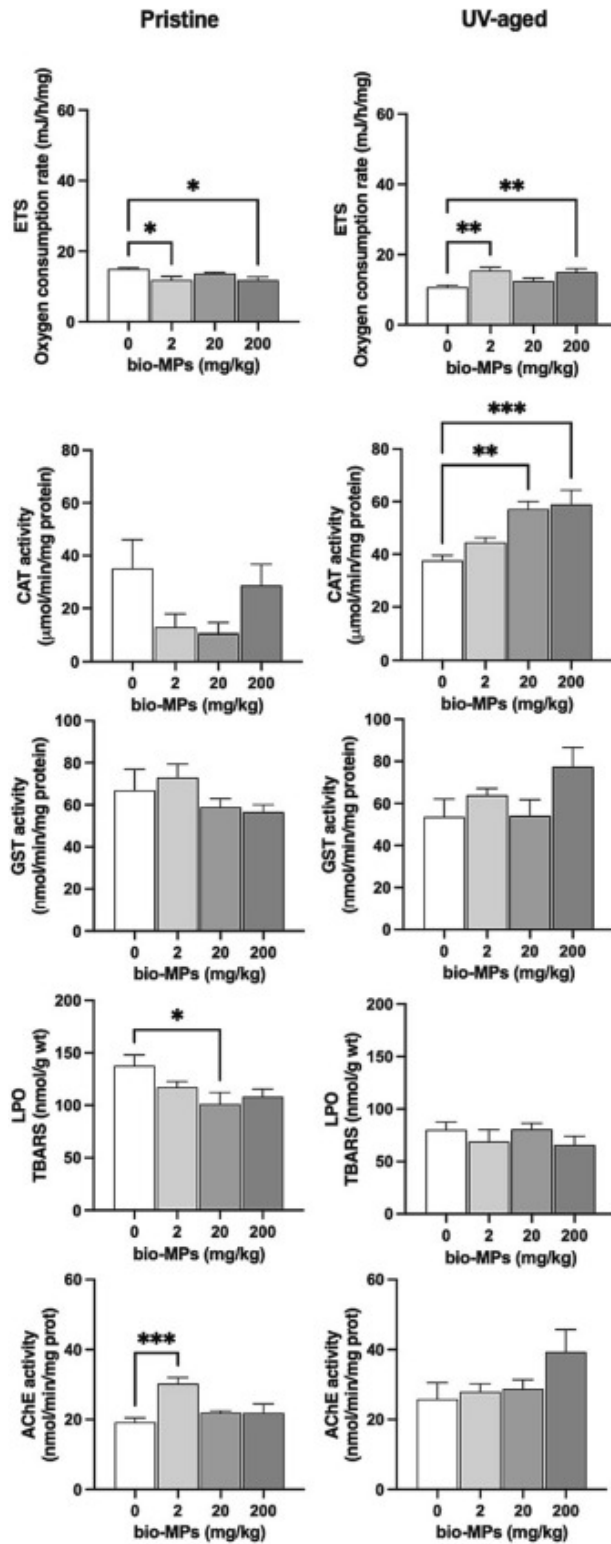 Pristine
UV-aged
ETS
Oxygen consumption rate (mJ/h/mg)
60
40
20
0
*
*
0 2 20 200
bio-MPs (mg/kg)
ETS
Oxygen consumption rate (mJ/h/mg)
60
40
20
0
**
**
0 2 20 200
bio-MPs (mg/kg)
CAT activity
(μmol/min/mg protein)
80
60
40
20
0
0 2 20 200
bio-MPs (mg/kg)
CAT activity
(μmol/min/mg protein)
80
60
40
20
0
***
**
0 2 20 200
bio-MPs (mg/kg)
GST activity
(nmol/min/mg protein)
100
80
60
40
20
0
0 2 20 200
bio-MPs (mg/kg)
GST activity
(nmol/min/mg protein)
100
80
60
40
20
0
0 2 20 200
bio-MPs (mg/kg)
LPO
TBARS (nmol/g wt)
200
150
100
50
0
*
0 2 20 200
bio-MPs (mg/kg)
LPO
TBARS (nmol/g wt)
200
150
100
50
0
0 2 20 200
bio-MPs (mg/kg)
AChE activity
(nmol/min/mg prot)
60
40
20
0
***
0 2 20 200
bio-MPs (mg/kg)
AChE activity
(nmol/min/mg prot)
60
40
20
0
0 2 20 200
bio-MPs (mg/kg)